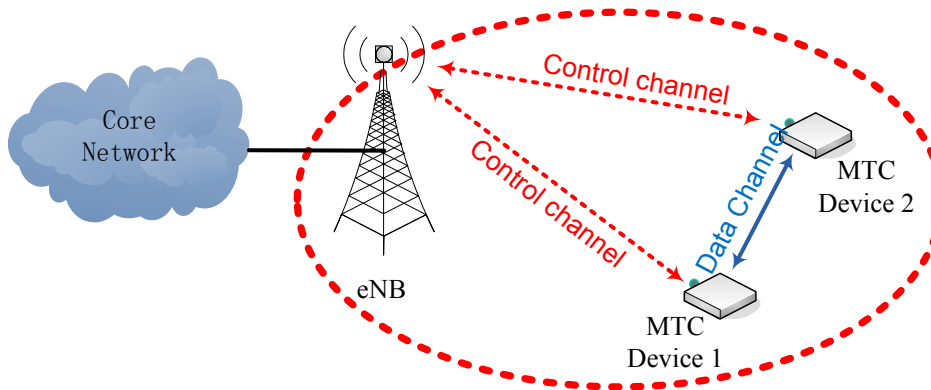 Core
Network
eNB
Control channel
Control channel
Data Channel
MTC
Device 2
MTC
Device 1